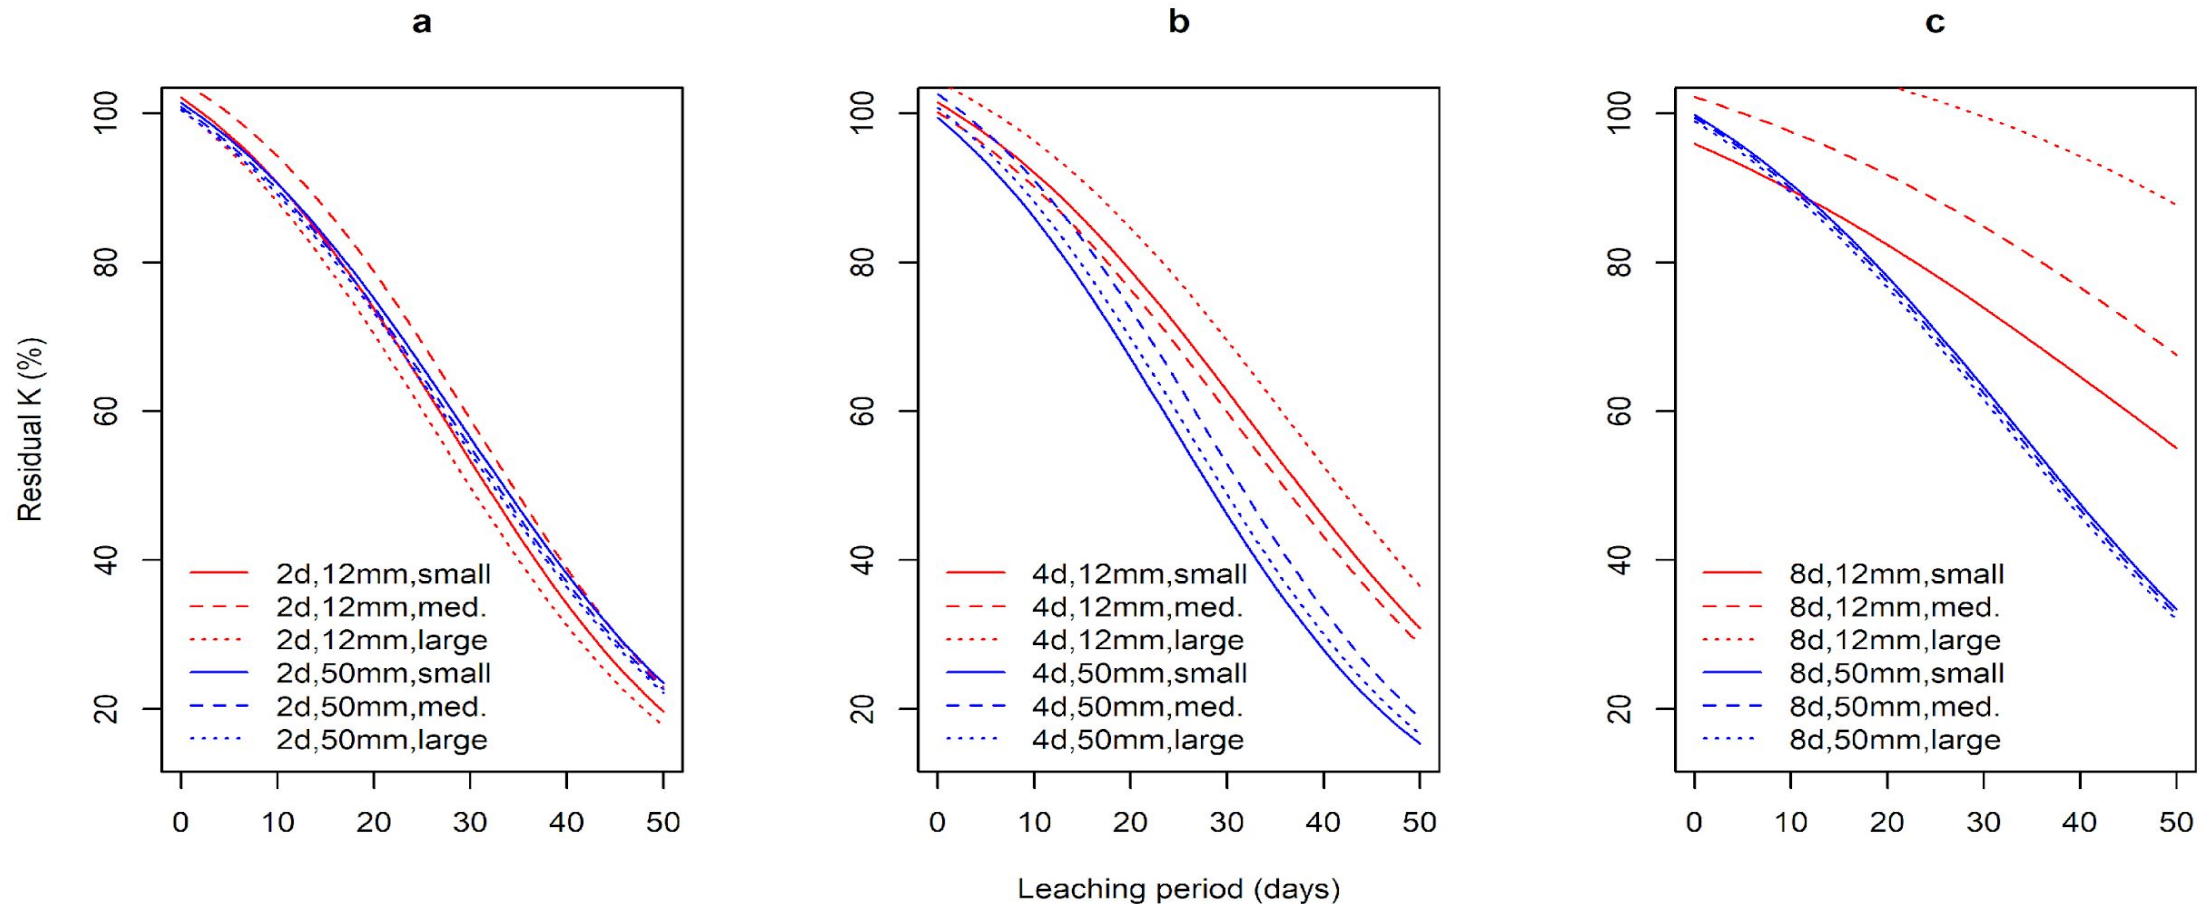 a
b
c
Residual K (%)
100
80
60
40
20
2d,12mm,small
2d,12mm,med.
2d,12mm,large
2d,50mm,small
2d,50mm,med.
2d,50mm,large
0 10 20 30 40 50
100
80
60
40
20
4d,12mm,small
4d,12mm,med.
4d,12mm,large
4d,50mm,small
4d,50mm,med.
4d,50mm,large
0 10 20 30 40 50
100
80
60
40
20
8d,12mm,small
8d,12mm,med.
8d,12mm,large
8d,50mm,small
8d,50mm,med.
8d,50mm,large
0 10 20 30 40 50
Leaching period (days)